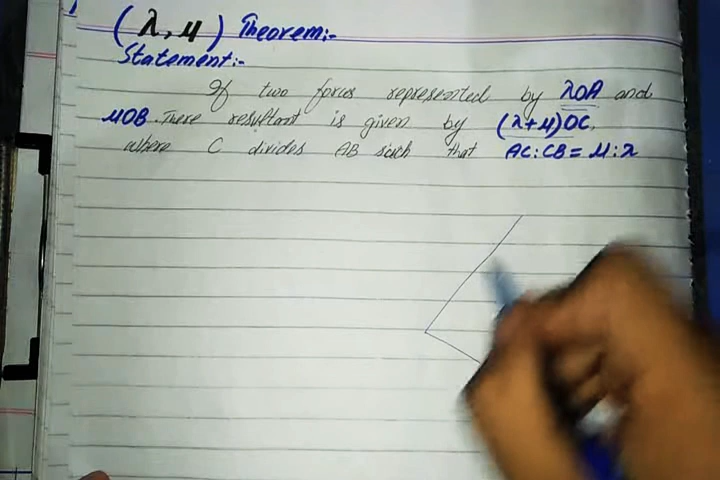 (λ, μ) Theorem:-
Statement:-
If two forces represented by λOA and
μOB. There resultant is given by (λ+μ)OC,
where C divides AB such that AC:CB = μ:λ